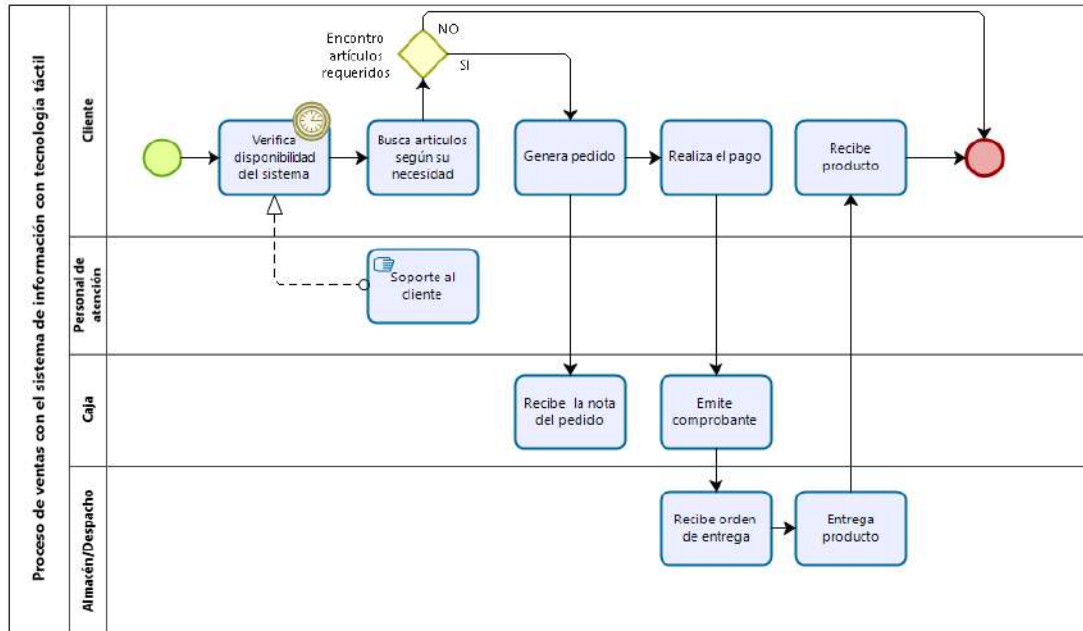 Proceso de ventas con el sistema de información con tecnología táctil
Cliente
Encontro
artículos
requeridos
NO
SI
Verifica
disponibilidad
del sistema
Busca articulos
según su
necesidad
Genera pedido
Realiza el pago
Recibe
producto
Personal de
atención
Soporte al
cliente
Caja
Recibe la nota
del pedido
Emite
comprobante
Almacén/Despacho
Recibe orden
de entrega
Entrega
producto